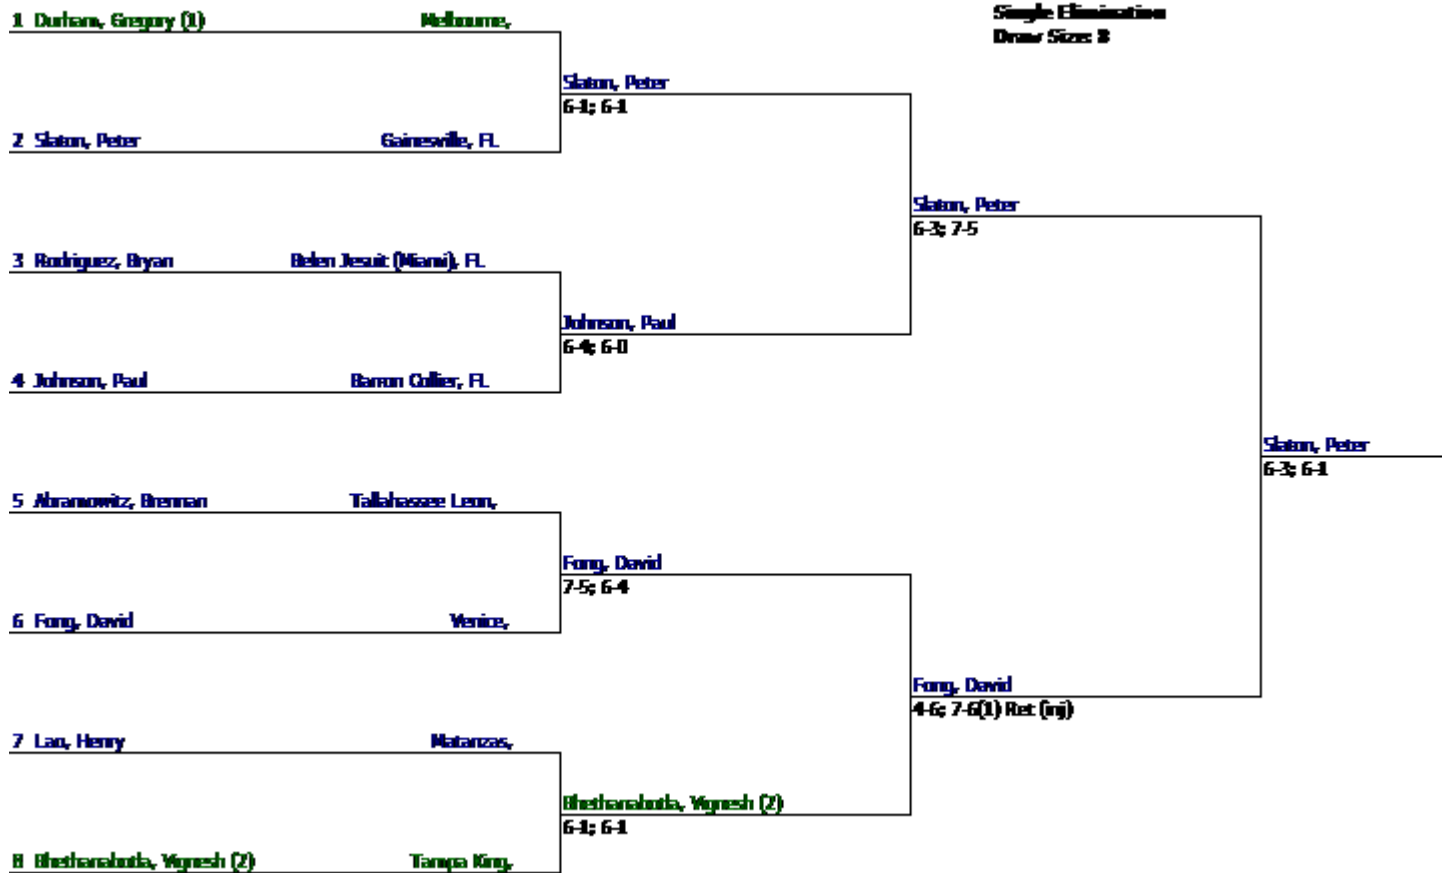 1 Durham, Gregory (1) Melbourne,
Single Elimination
Draw Size: 8
Slaton, Peter
6-1; 6-1
2 Slaton, Peter Gainesville, FL
Slaton, Peter
6-3; 7-5
3 Rodriguez, Bryan Belen Jesuit (Miami), FL
Johnson, Paul
6-4; 6-0
4 Johnson, Paul Barron Collier, FL
Slaton, Peter
6-3; 6-1
5 Abramowitz, Brennan Tallahassee Leon,
Fong, David
7-5; 6-4
6 Fong, David Venice,
Fong, David
4-6; 7-6(1) Ret (inj)
7 Lao, Henry Matanzas,
Bhethanabotla, Vignesh (2)
6-1; 6-1
8 Bhethanabotla, Vignesh (2) Tampa King,